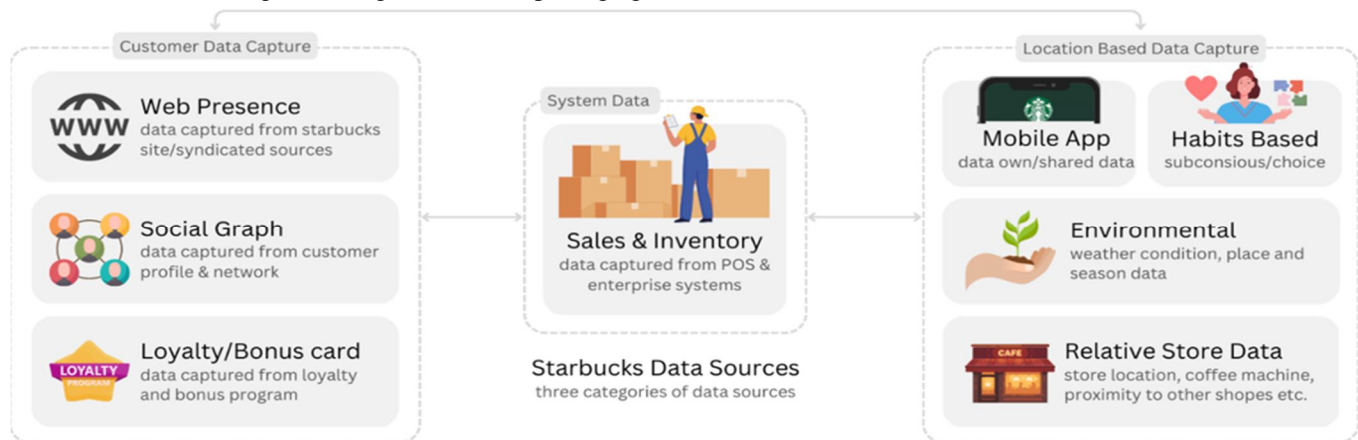 Customer Data Capture
WWW
Web Presence
data captured from starbucks
site/syndicated sources
Social Graph
data captured from customer
profile & network
LOYALTY
PROGRAM
Loyalty/Bonus card
data captured from loyalty
and bonus program
System Data
Sales & Inventory
data captured from POS &
enterprise systems
Starbucks Data Sources
three categories of data sources
Location Based Data Capture
Mobile App
data own/shared data
Habits Based
subconsious/choice
Environmental
weather condition, place and
season data
CAFE
Relative Store Data
store location, coffee machine,
proximity to other shopes etc.